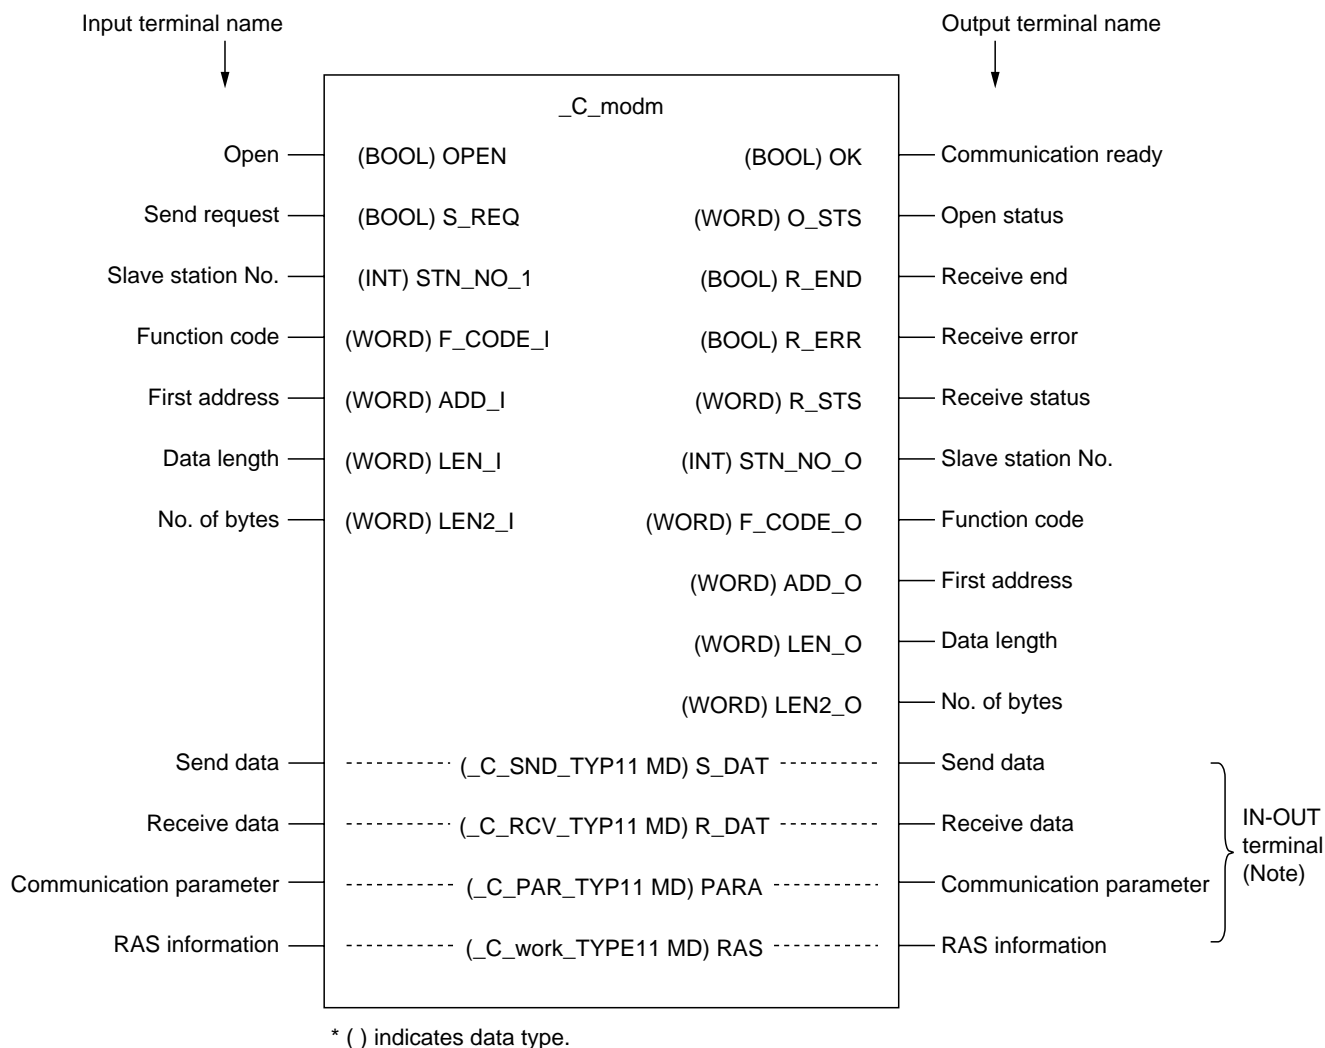 Input terminal name
Output terminal name
_C_modm
Open (BOOL) OPEN (BOOL) OK Communication ready
Send request (BOOL) S_REQ (WORD) O_STS Open status
Slave station No. (INT) STN_NO_1 (BOOL) R_END Receive end
Function code (WORD) F_CODE_I (BOOL) R_ERR Receive error
First address (WORD) ADD_I (WORD) R_STS Receive status
Data length (WORD) LEN_I (INT) STN_NO_O Slave station No.
No. of bytes (WORD) LEN2_I (WORD) F_CODE_O Function code
(WORD) ADD_O First address
(WORD) LEN_O Data length
(WORD) LEN2_O No. of bytes
Send data (_C_SND_TYP11 MD) S_DAT Send data
Receive data (_C_RCV_TYP11 MD) R_DAT Receive data
Communication parameter (_C_PAR_TYP11 MD) PARA Communication parameter
RAS information (_C_work_TYPE11 MD) RAS RAS information
IN-OUT
terminal
(Note)
* ( ) indicates data type.